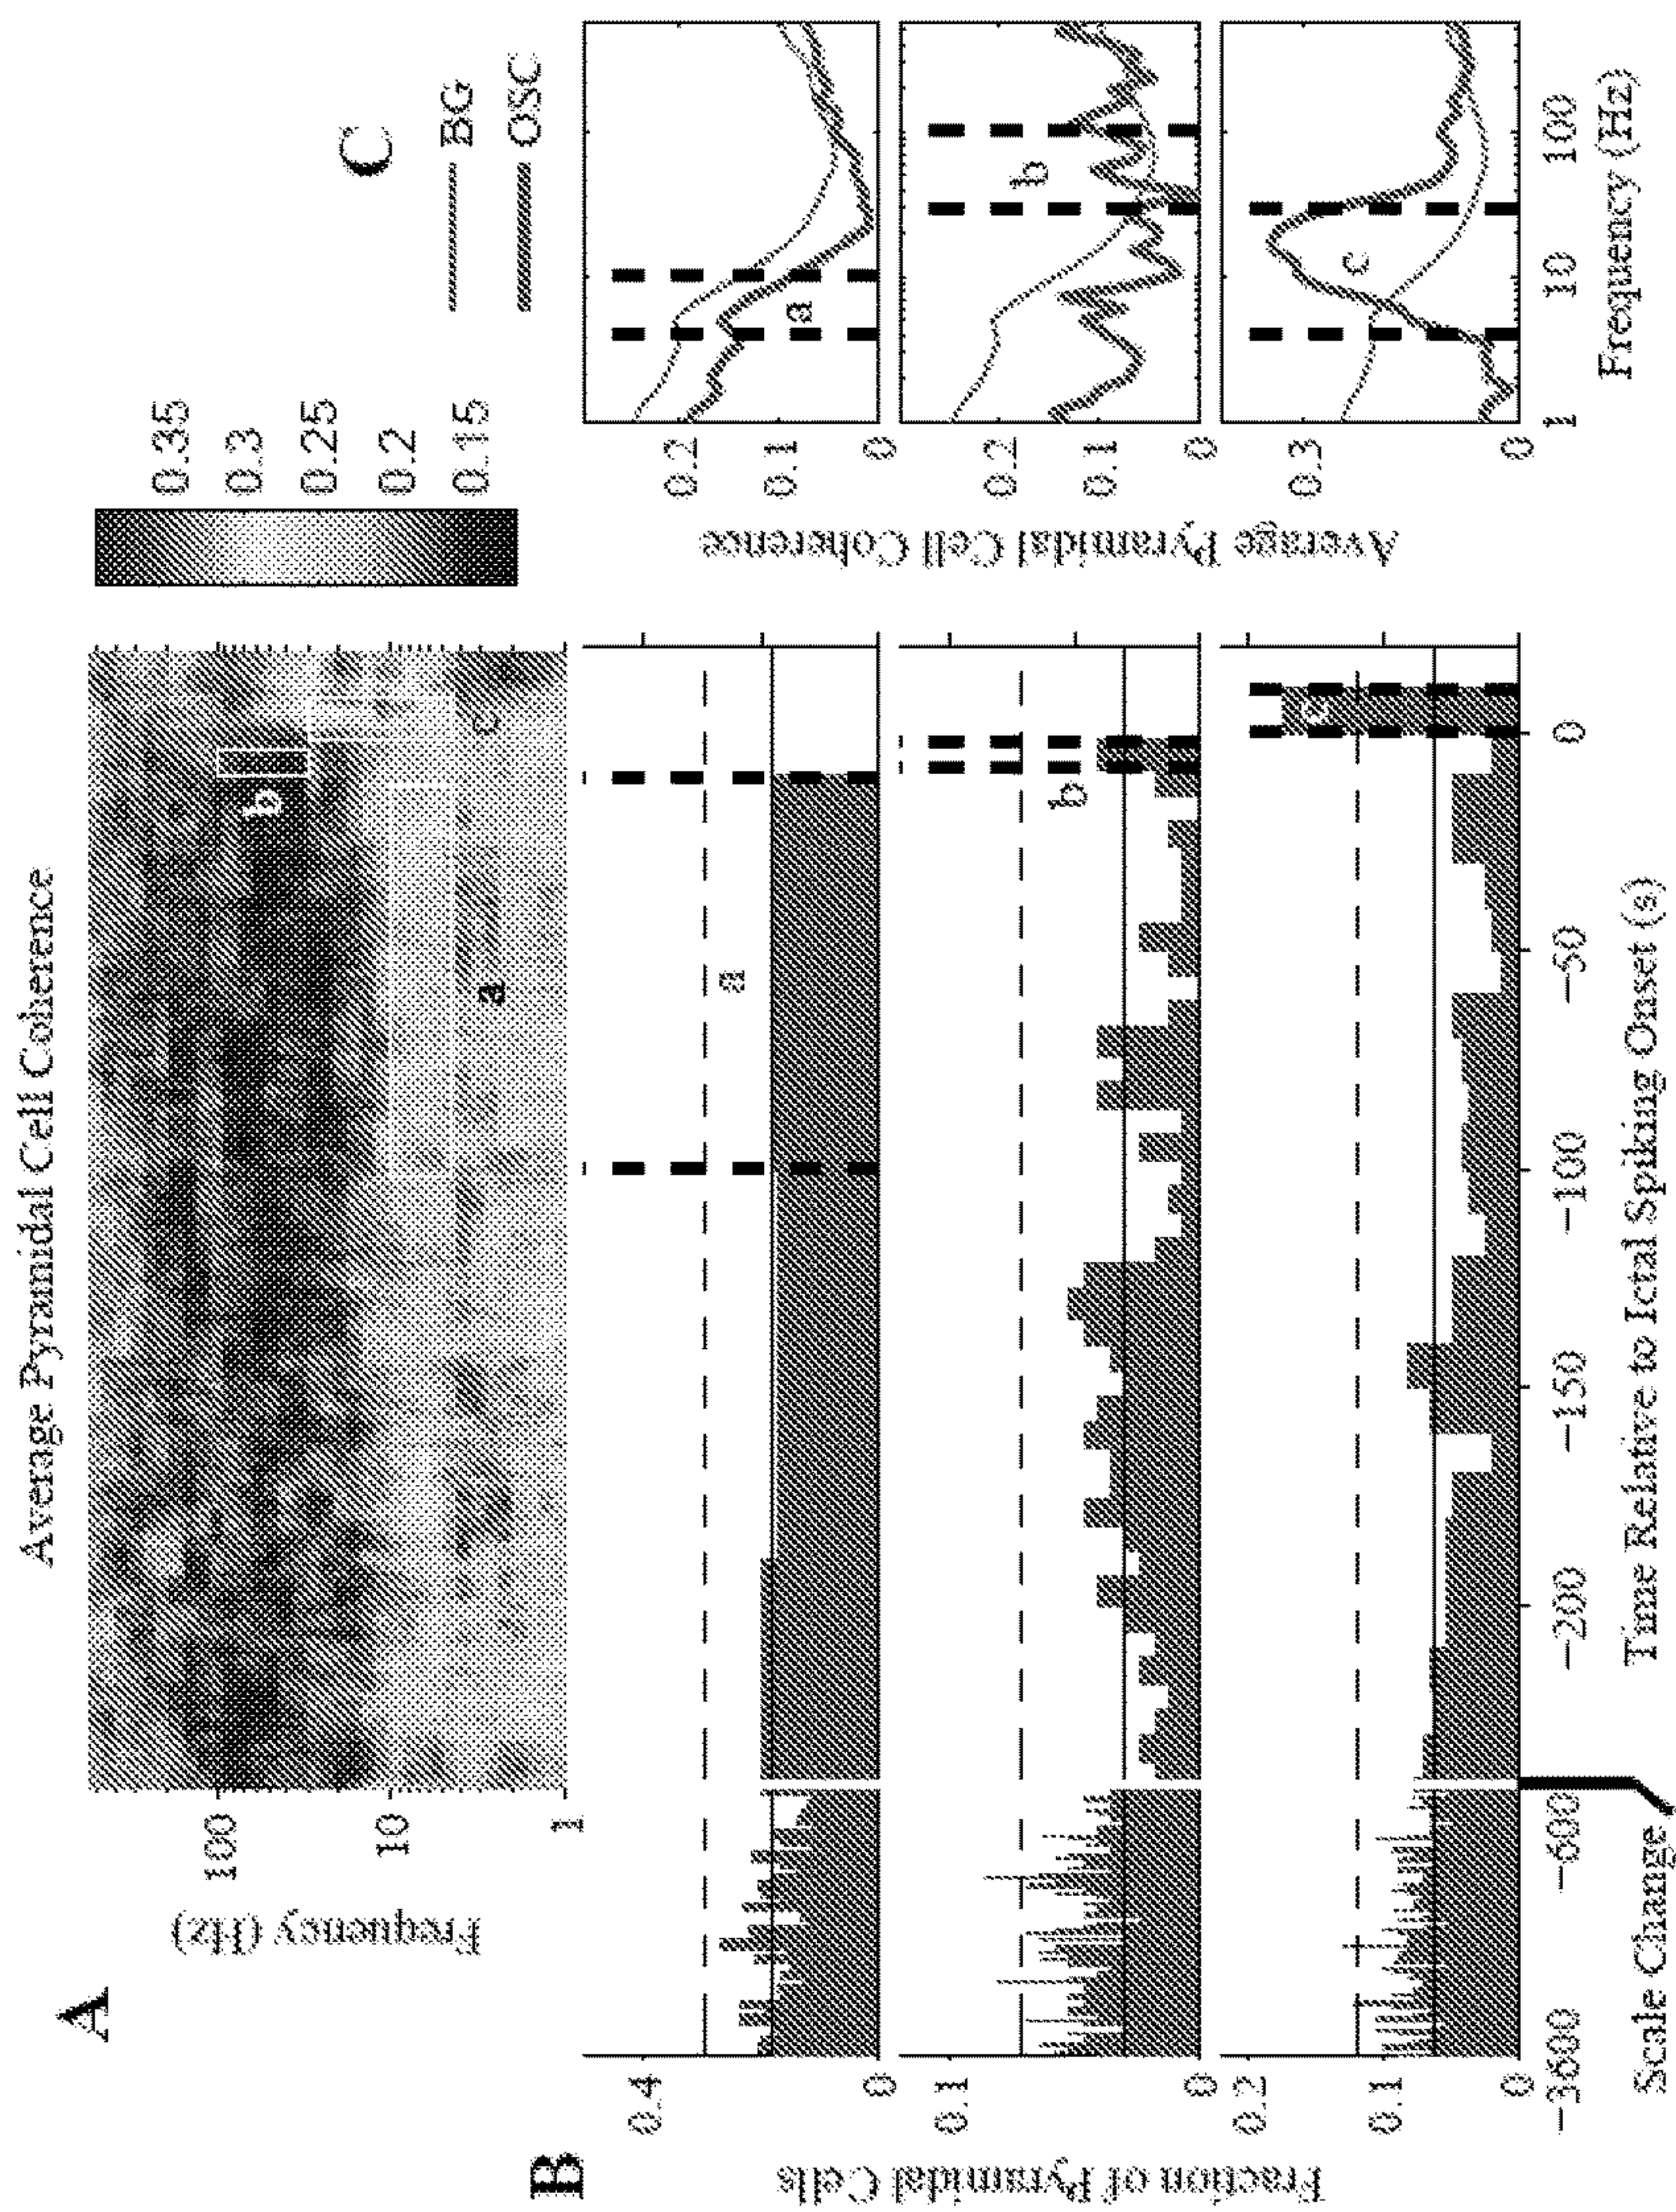 A
Average Pyramidal Cell Coherence
Frequency (Hz)
100
10
1
a
b
c
0.35
0.3
0.25
0.2
0.15
B
Fraction of Pyramidal Cells
0.4
0
a
0.1
0
b
0.2
0.1
0
c
−3600
−600
−200
−150
−100
−50
0
Scale Change
Time Relative to Ictal Spiking Onset (s)
C
BG
OSC
Average Pyramidal Cell Coherence
0.2
0.1
0
a
0.2
0.1
0
b
0.3
0
c
1
10
100
Frequency (Hz)